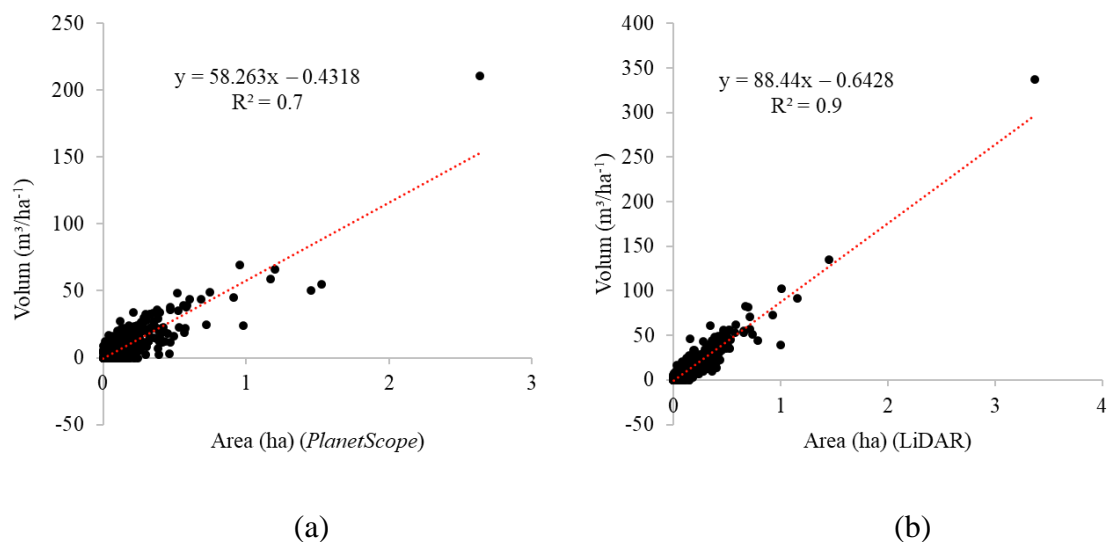 250
200
150
100
50
0
-50
0
1
2
3
Volum (m³/ha⁻¹)
y = 58.263x – 0.4318
R² = 0.7
Area (ha) (PlanetScope)
(a)
400
350
300
250
200
150
100
50
0
-50
0
1
2
3
4
Volum (m³/ha⁻¹)
y = 88.44x – 0.6428
R² = 0.9
Area (ha) (LiDAR)
(b)